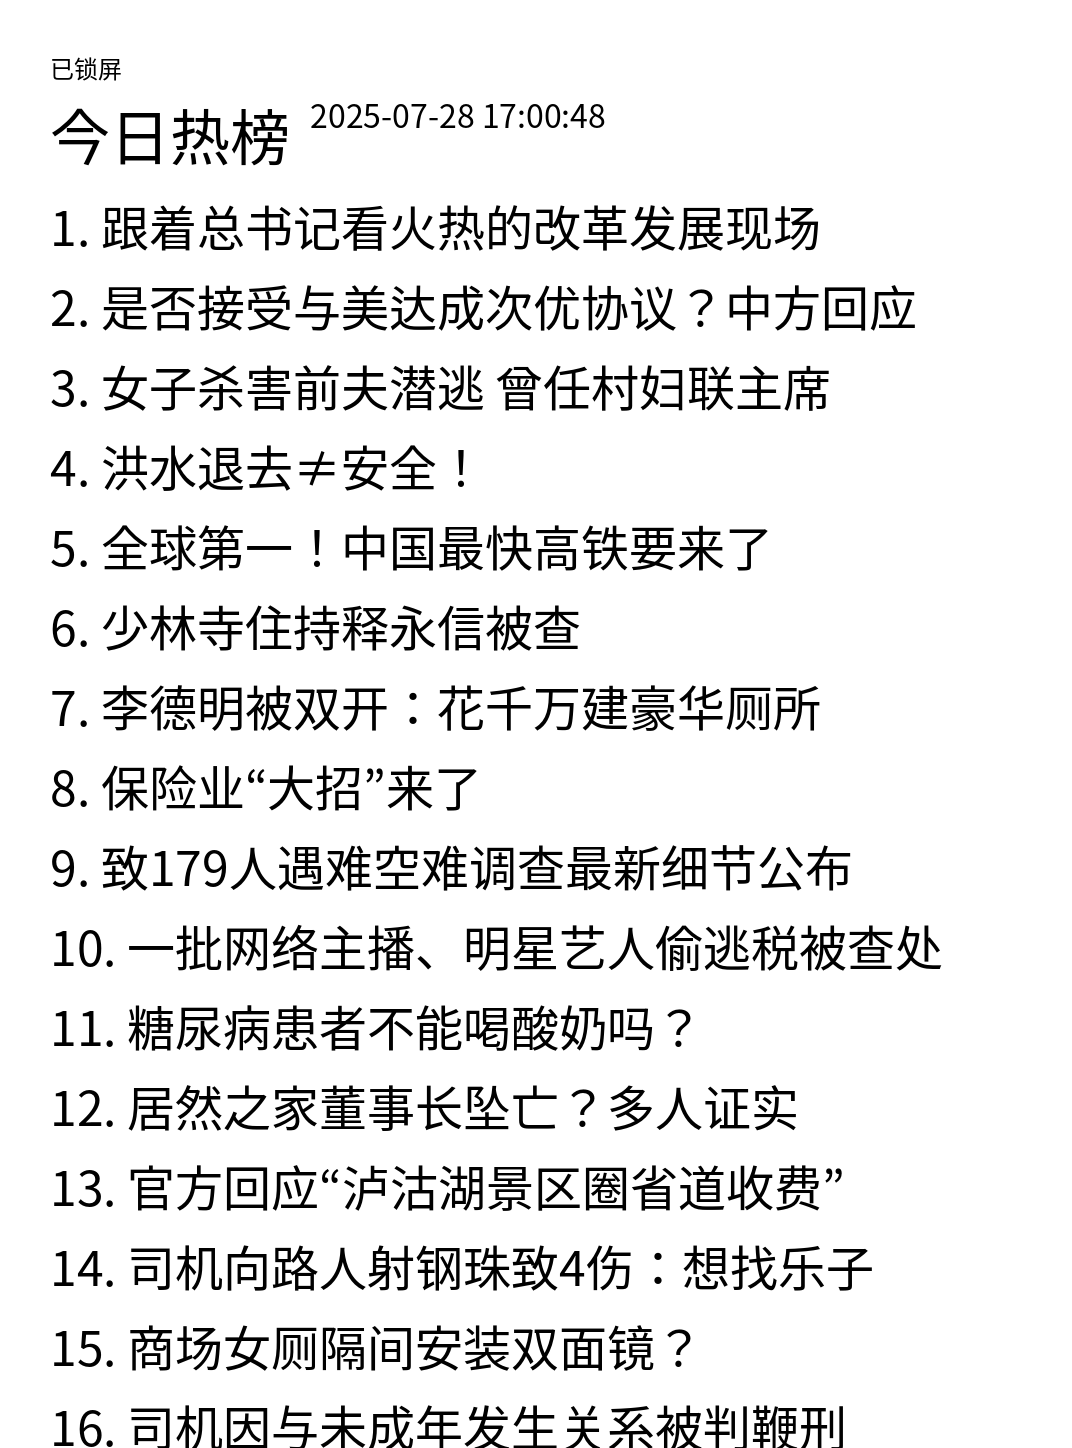 已锁屏
今日热榜 2025-07-28 17:00:48
1. 跟着总书记看火热的改革发展现场
2. 是否接受与美达成次优协议？中方回应
3. 女子杀害前夫潜逃 曾任村妇联主席
4. 洪水退去≠安全！
5. 全球第一！中国最快高铁要来了
6. 少林寺住持释永信被查
7. 李德明被双开：花千万建豪华厕所
8. 保险业“大招”来了
9. 致179人遇难空难调查最新细节公布
10. 一批网络主播、明星艺人偷逃税被查处
11. 糖尿病患者不能喝酸奶吗？
12. 居然之家董事长坠亡？多人证实
13. 官方回应“泸沽湖景区圈省道收费”
14. 司机向路人射钢珠致4伤：想找乐子
15. 商场女厕隔间安装双面镜？
16. 司机因与未成年发生关系被判鞭刑